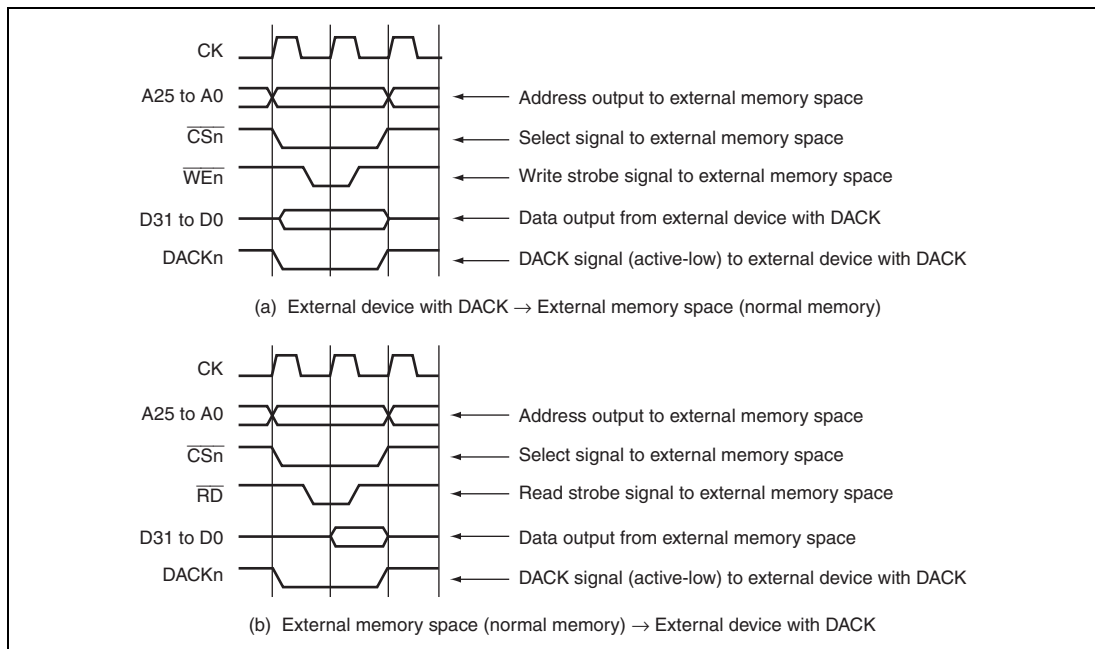 CK
A25 to A0 Address output to external memory space
CSn Select signal to external memory space
WEn Write strobe signal to external memory space
D31 to D0 Data output from external device with DACK
DACKn DACK signal (active-low) to external device with DACK
(a) External device with DACK → External memory space (normal memory)
CK
A25 to A0 Address output to external memory space
CSn Select signal to external memory space
RD Read strobe signal to external memory space
D31 to D0 Data output from external memory space
DACKn DACK signal (active-low) to external device with DACK
(b) External memory space (normal memory) → External device with DACK